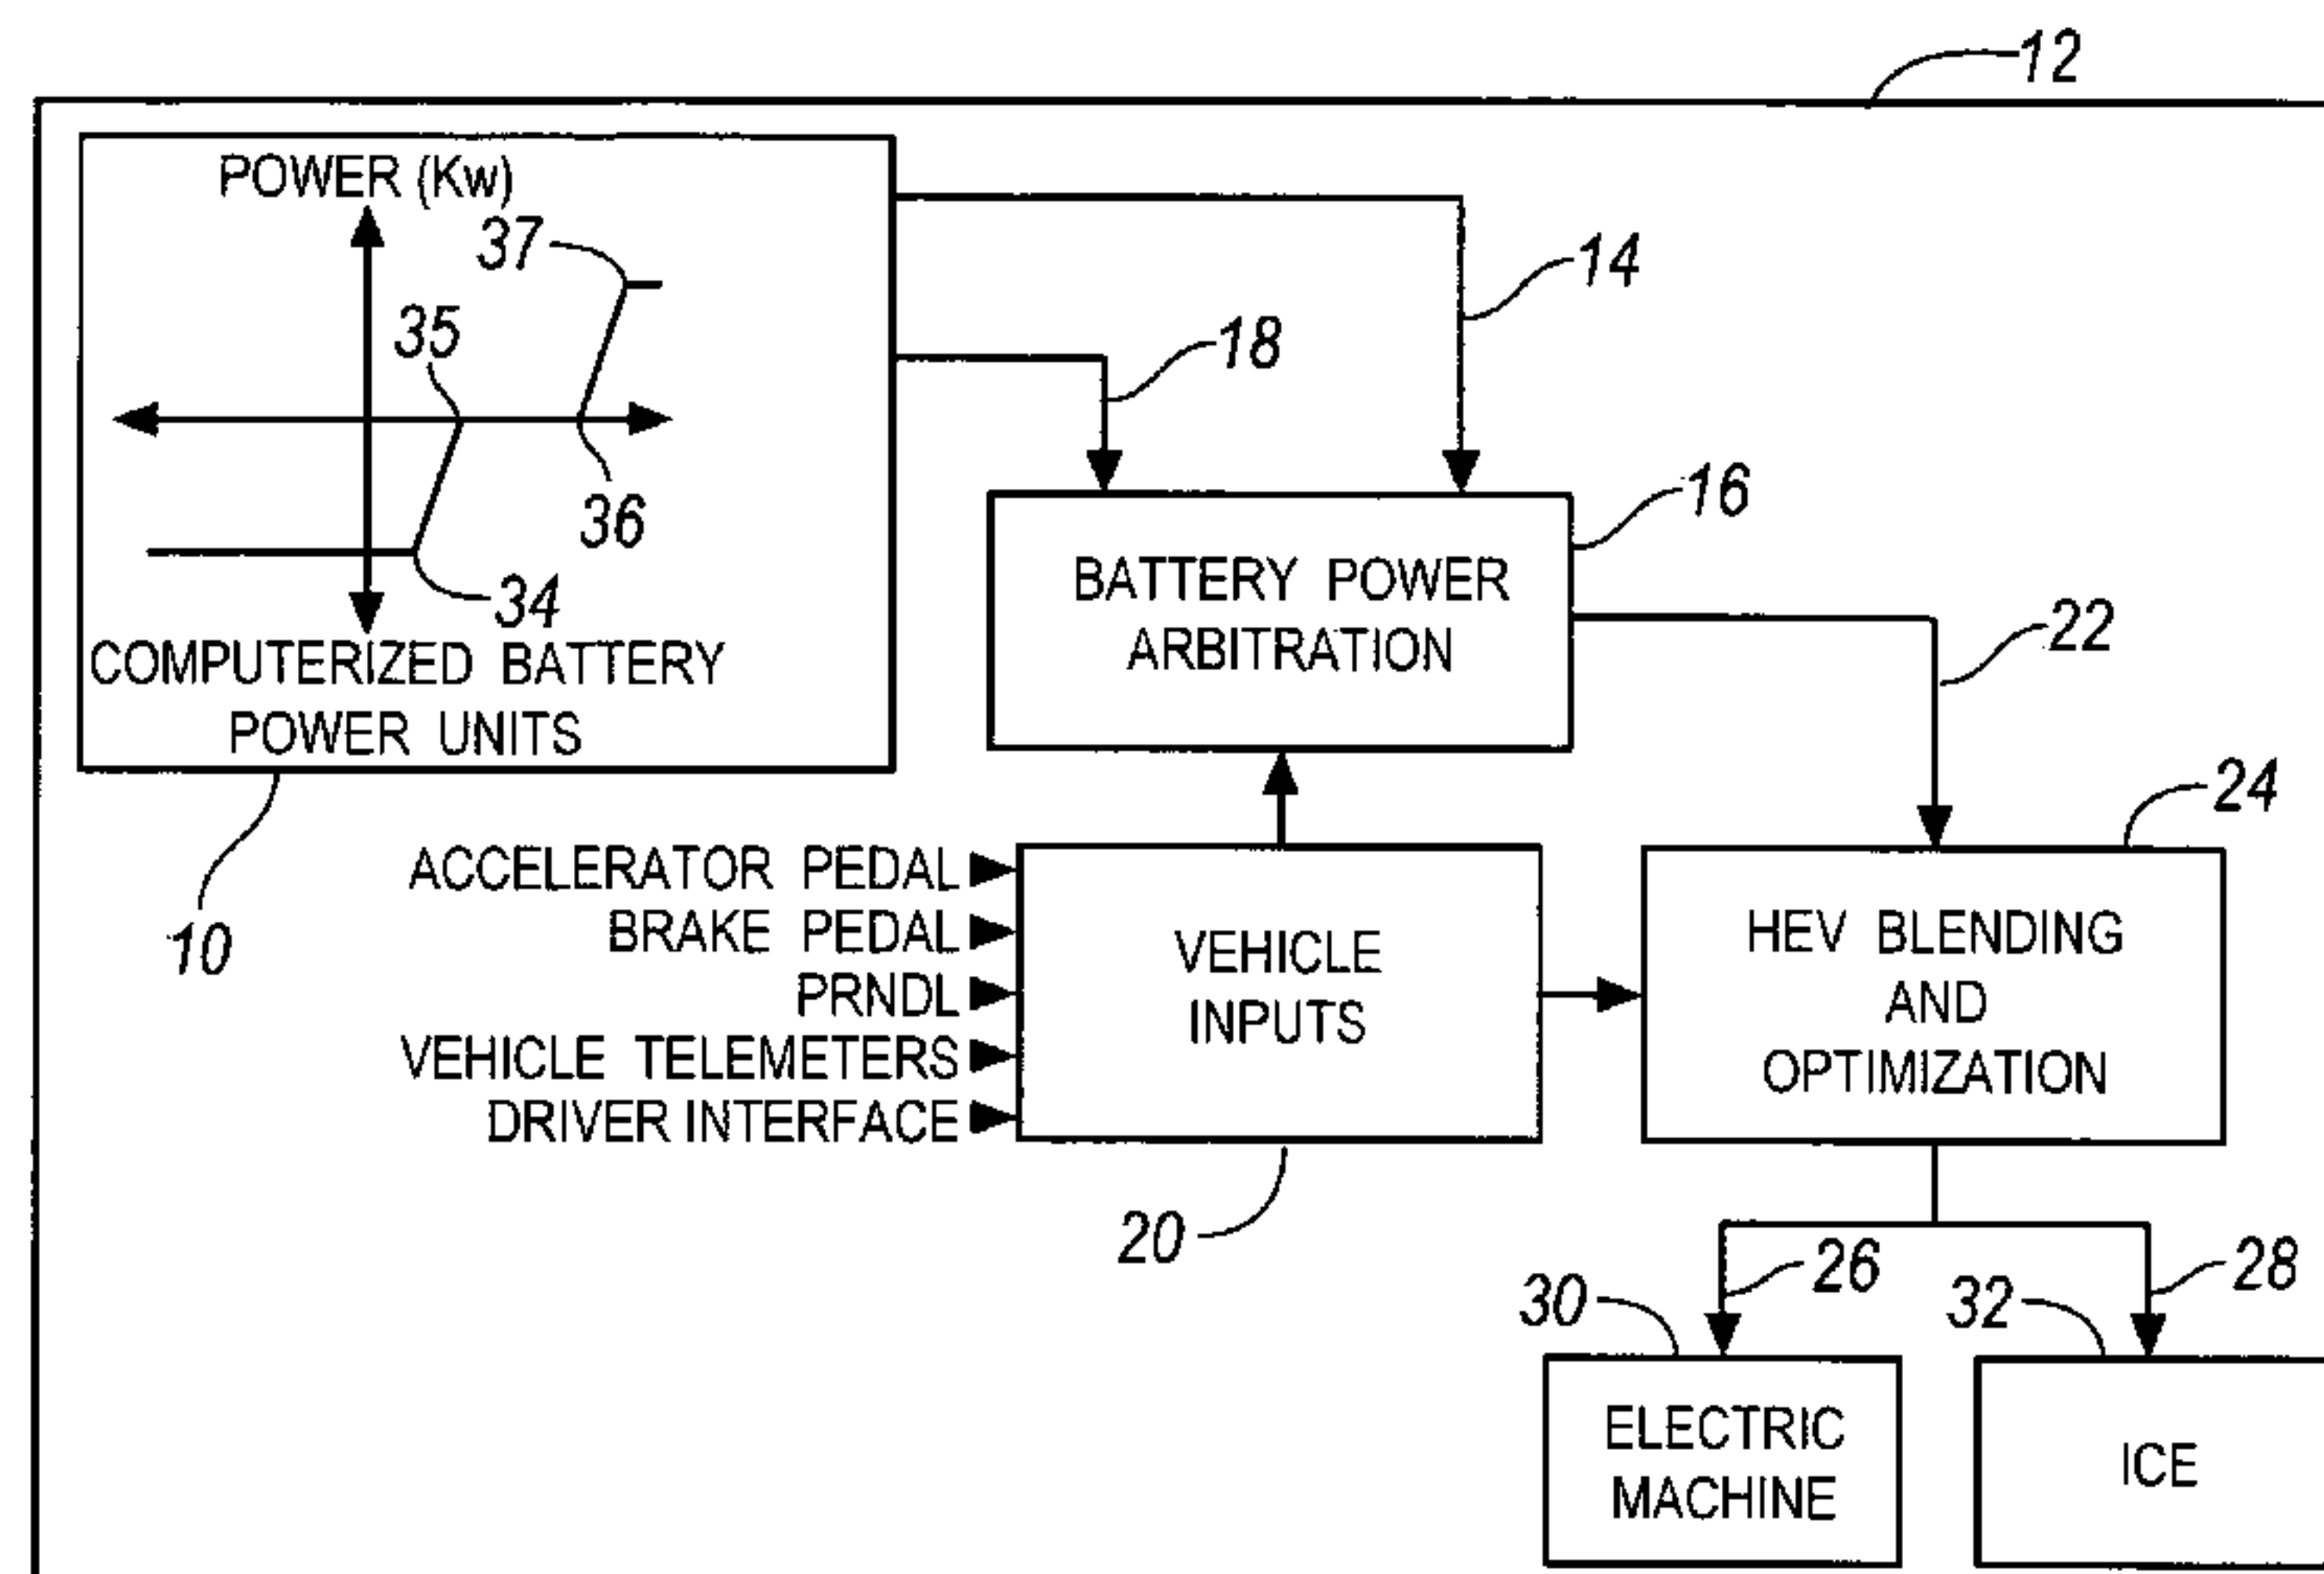 12
POWER (Kw)
37
14
35
18
36
16
34
BATTERY POWER
ARBITRATION
22
COMPUTERIZED BATTERY
POWER UNITS
24
10
ACCELERATOR PEDAL
BRAKE PEDAL
PRNDL
VEHICLE TELEMETERS
DRIVER INTERFACE
VEHICLE
INPUTS
HEV BLENDING
AND
OPTIMIZATION
20
26
28
30
32
ELECTRIC
MACHINE
ICE